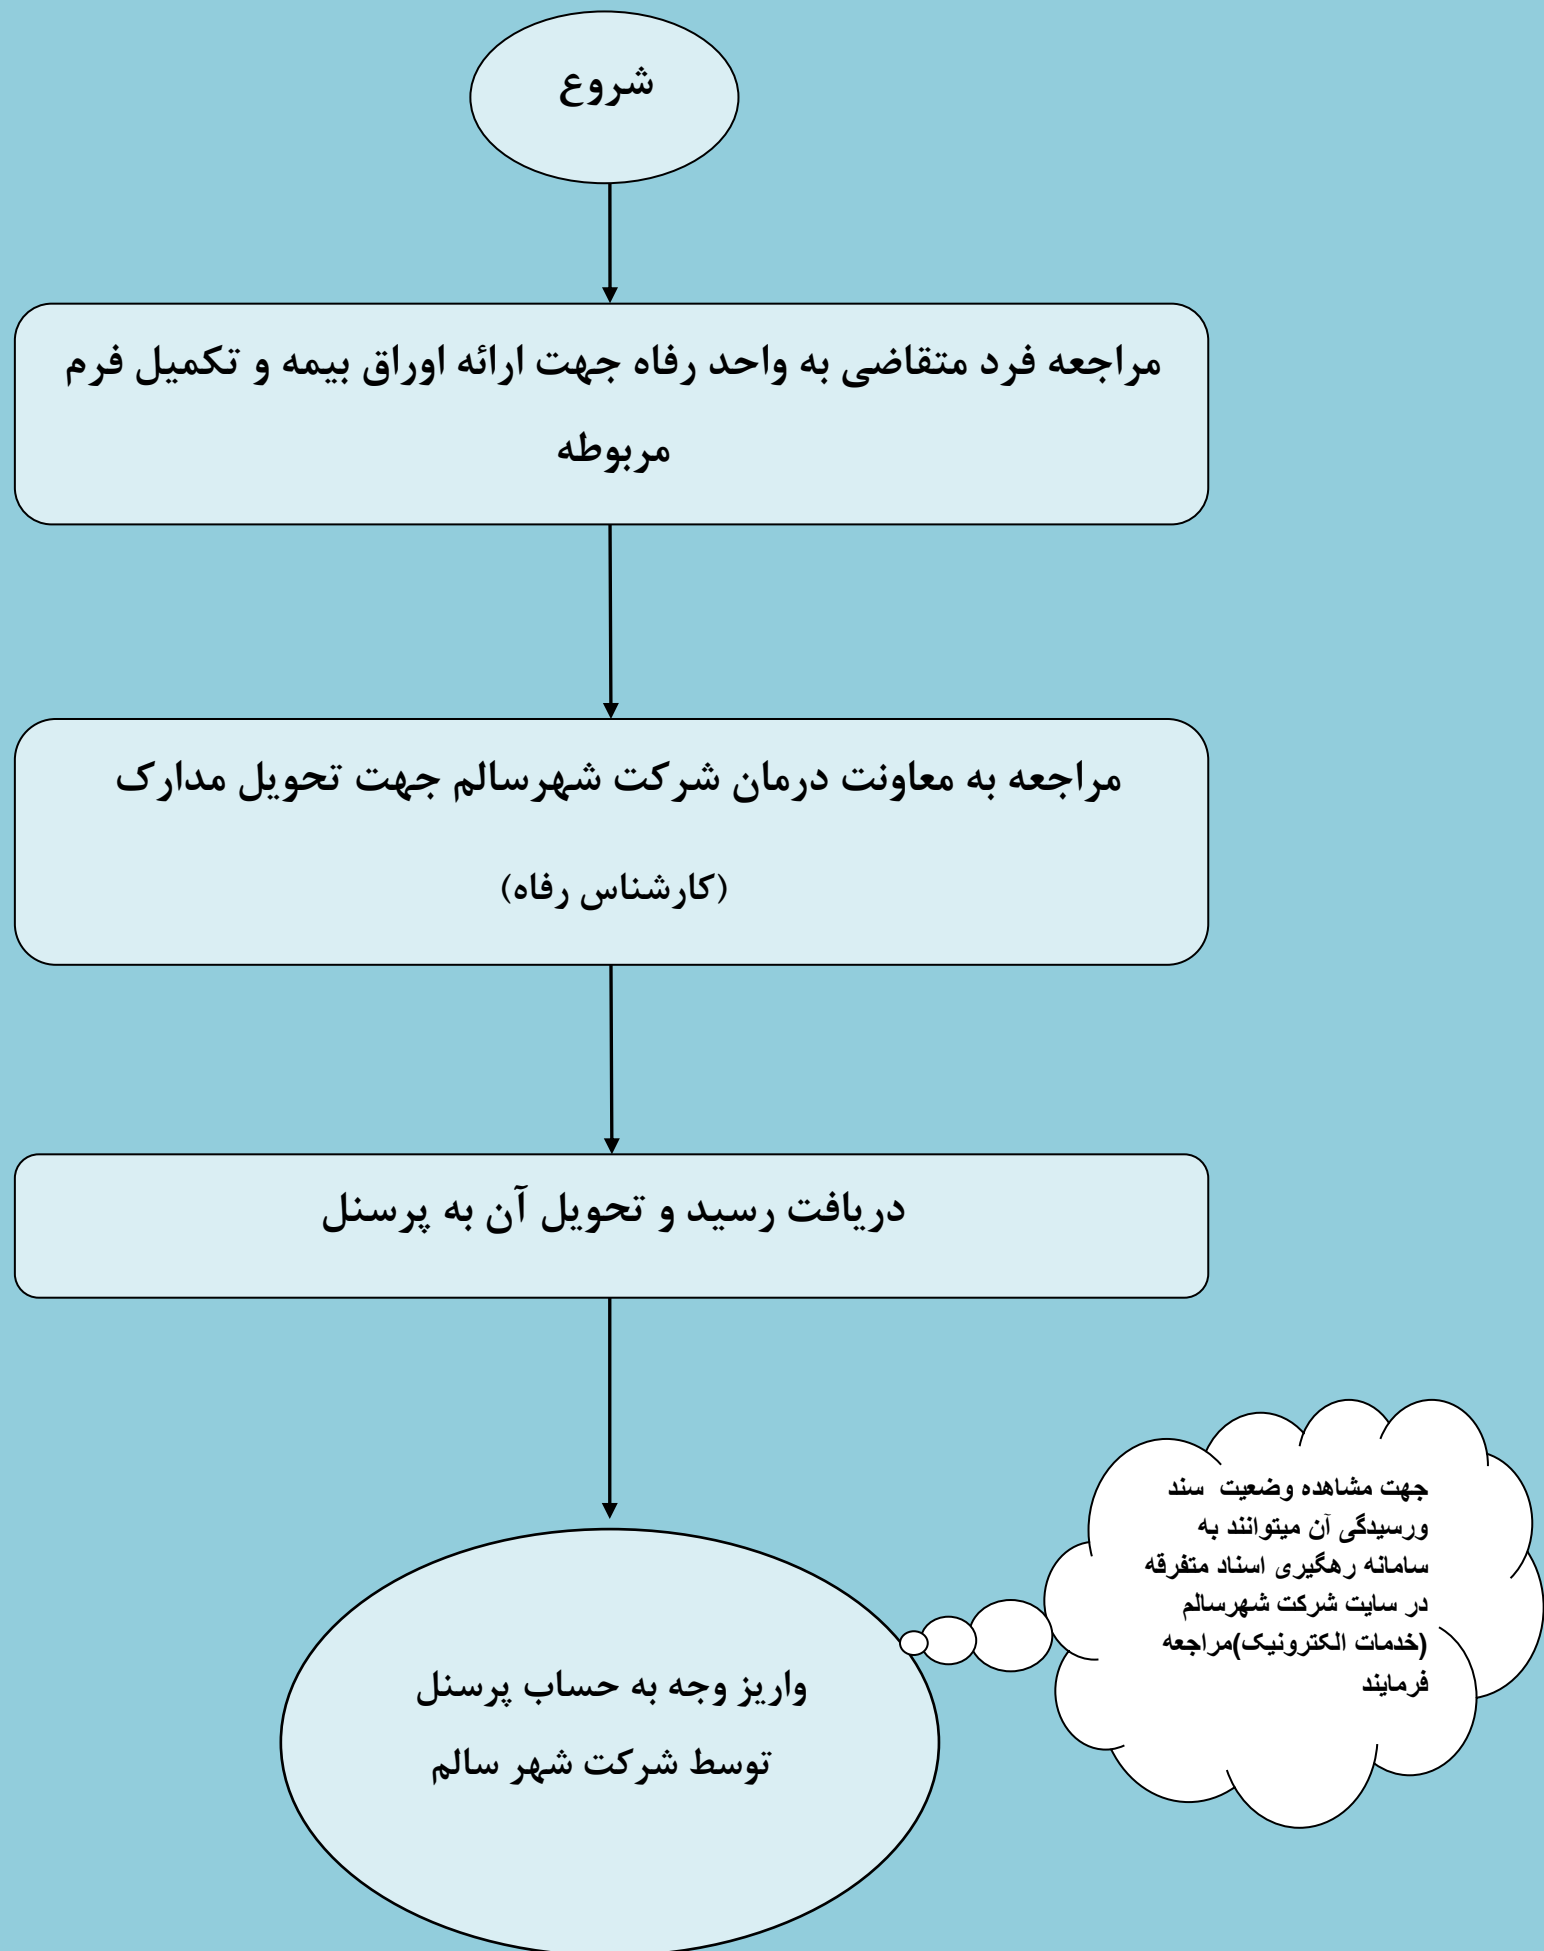 شروع
مراجعه فرد متقاضی به واحد رفاه جهت ارائه اوراق بیمه و تکمیل فرم
مربوطه
مراجعه به معاونت درمان شرکت شهرسالم جهت تحویل مدارک
(کارشناس رفاه)
دریافت رسید و تحویل آن به پرسنل
جهت مشاهده وضعیت سند
ورسیدگی آن میتوانند به
سامانه رهگیری اسناد متفرقه
در سایت شرکت شهرسالم
(خدمات الکترونیک)مراجعه
فرمایند
واریز وجه به حساب پرسنل
توسط شرکت شهر سالم